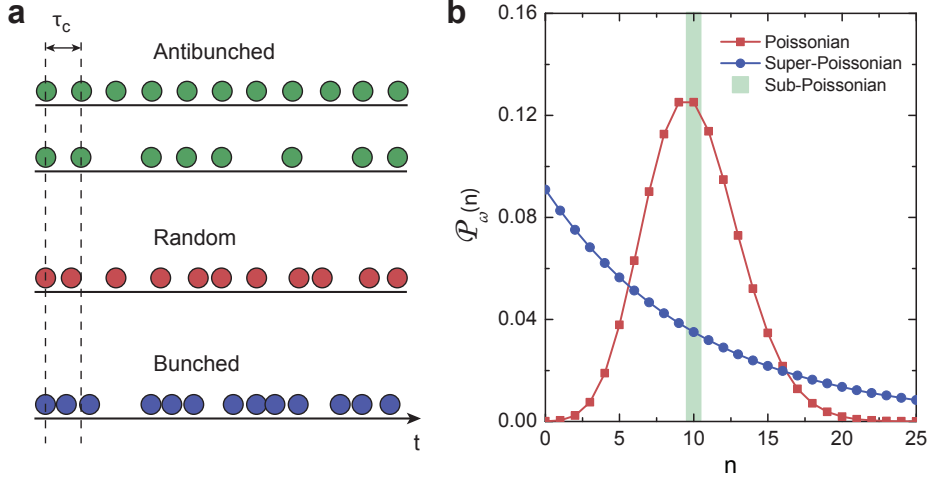 a
τc
Antibunched
Random
Bunched
t
b
0.16
0.12
0.08
0.04
0.00
𝒫ω(n)
Poissonian
Super-Poissonian
Sub-Poissonian
0 5 10 15 20 25
n